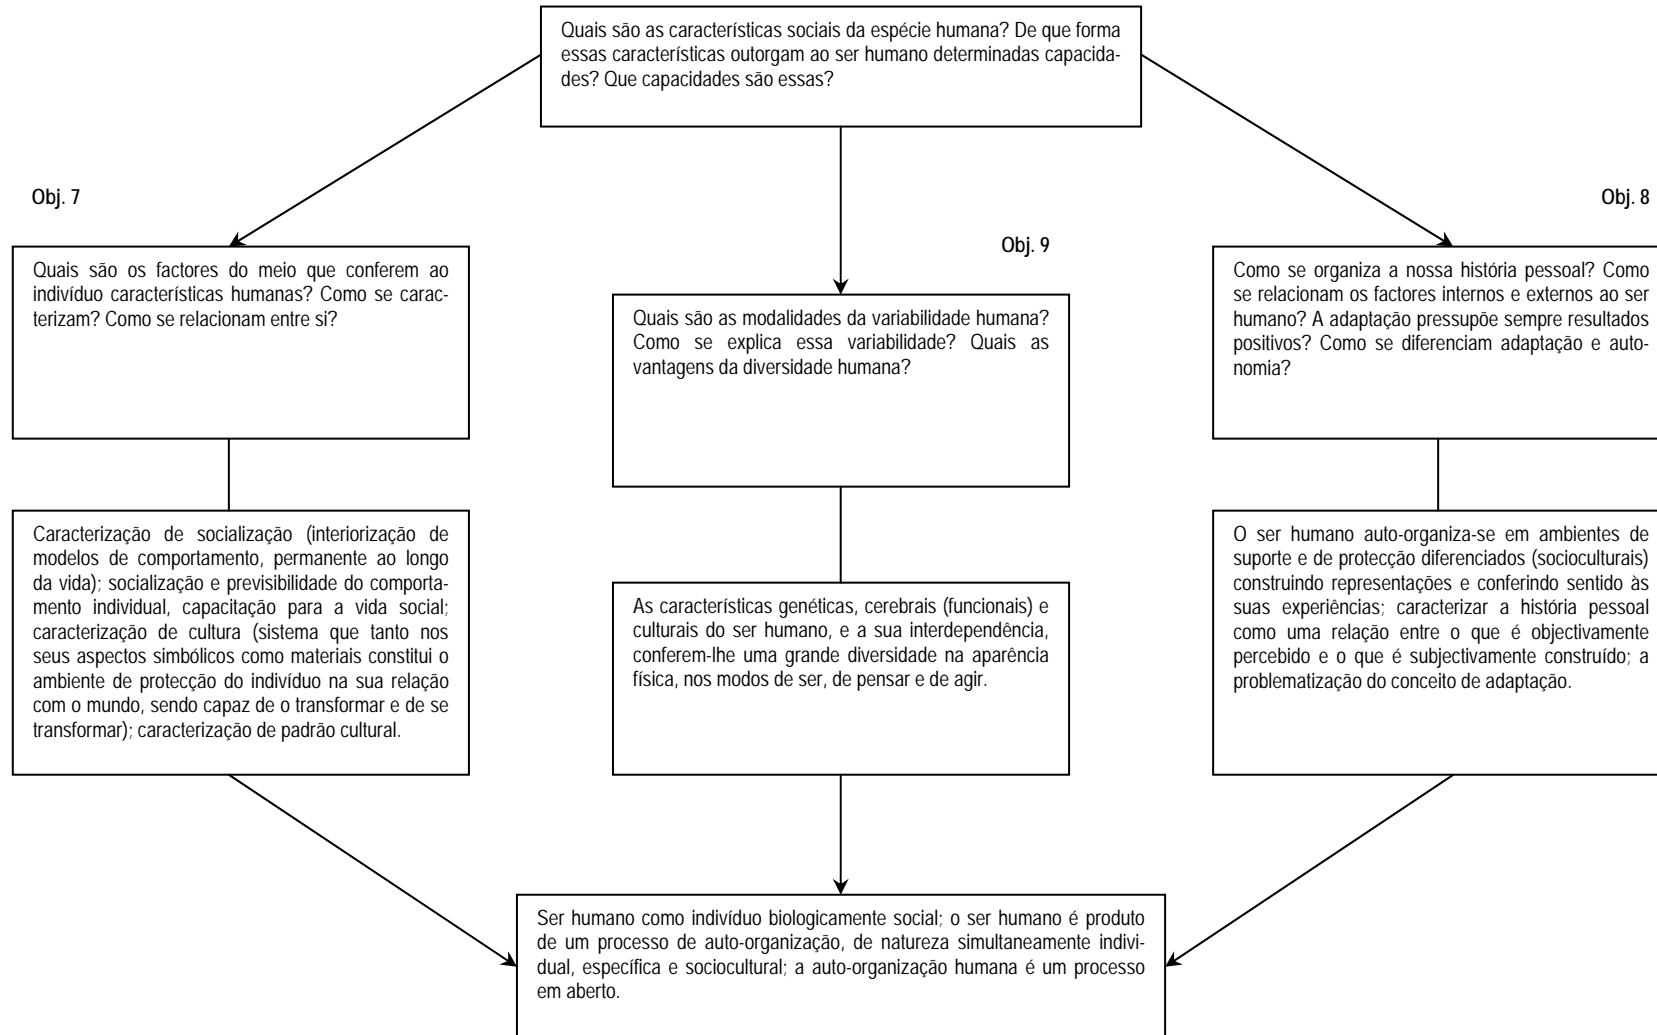 Quais são as características sociais da espécie humana? De que forma
essas características outorgam ao ser humano determinadas capacida-
des? Que capacidades são essas?
Obj. 7
Quais são os factores do meio que conferem ao
indivíduo características humanas? Como se carac-
terizam? Como se relacionam entre si?
Obj. 9
Quais são as modalidades da variabilidade humana?
Como se explica essa variabilidade? Quais as
vantagens da diversidade humana?
Obj. 8
Como se organiza a nossa história pessoal? Como
se relacionam os factores internos e externos ao ser
humano? A adaptação pressupõe sempre resultados
positivos? Como se diferenciam adaptação e auto-
nomia?
Caracterização de socialização (interiorização de
modelos de comportamento, permanente ao longo
da vida); socialização e previsibilidade do comporta-
mento individual, capacitação para a vida social;
caracterização de cultura (sistema que tanto nos
seus aspectos simbólicos como materiais constitui o
ambiente de protecção do indivíduo na sua relação
com o mundo, sendo capaz de o transformar e de se
transformar); caracterização de padrão cultural.
As características genéticas, cerebrais (funcionais) e
culturais do ser humano, e a sua interdependência,
conferem-lhe uma grande diversidade na aparência
física, nos modos de ser, de pensar e de agir.
O ser humano auto-organiza-se em ambientes de
suporte e de protecção diferenciados (socioculturais)
construindo representações e conferindo sentido às
suas experiências; caracterizar a história pessoal
como uma relação entre o que é objectivamente
percebido e o que é subjectivamente construído; a
problematização do conceito de adaptação.
Ser humano como indivíduo biologicamente social; o ser humano é produto
de um processo de auto-organização, de natureza simultaneamente indivi-
dual, específica e sociocultural; a auto-organização humana é um processo
em aberto.